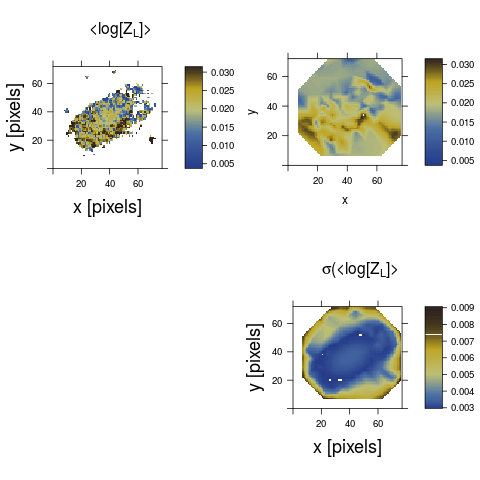 <log[Z_L]>
0.030
0.025
0.020
0.015
0.010
0.005
60
40
20
20 40 60
x [pixels]
y [pixels]
0.030
0.025
0.020
0.015
0.010
0.005
60
40
20
20 40 60
x
y
σ(<log[Z_L]>
0.009
0.008
0.007
0.006
0.005
0.004
0.003
60
40
20
20 40 60
x [pixels]
y [pixels]